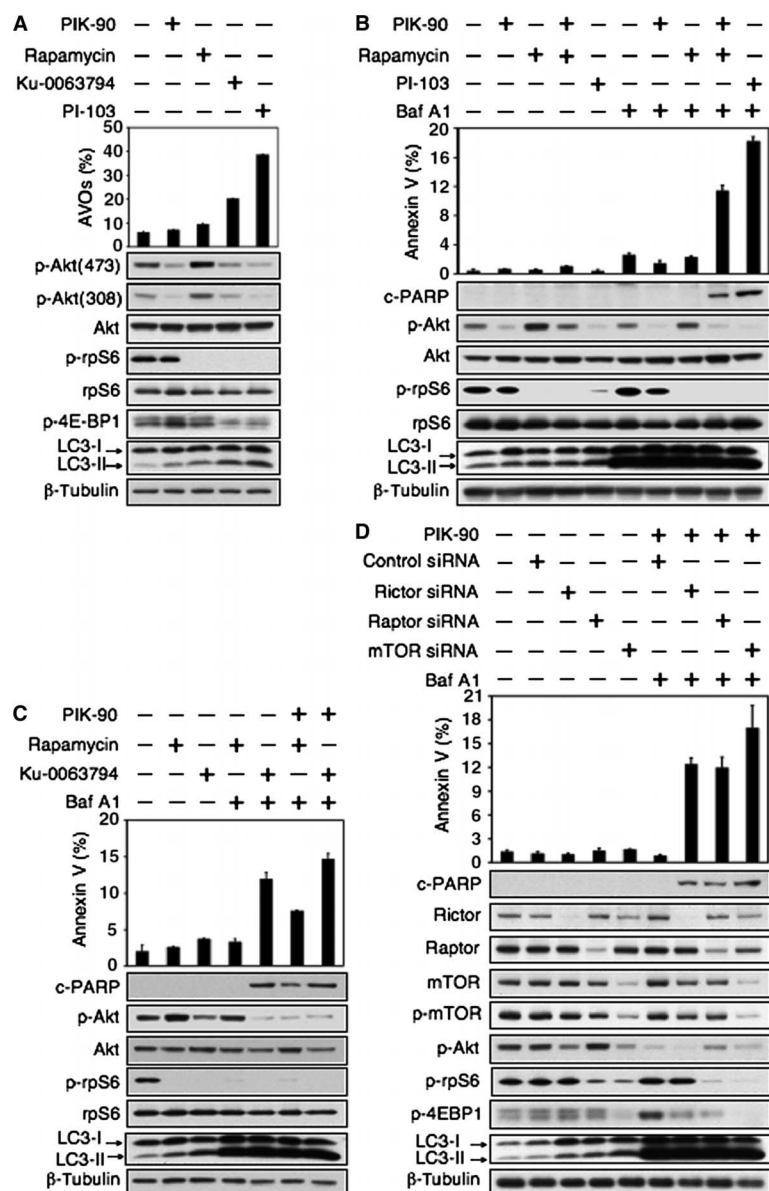 A
PIK-90 – + – – –
Rapamycin – – + – –
Ku-0063794 – – – + –
PI-103 – – – – +
50
40
30
20
10
0
AVOs (%)
p-Akt(473)
p-Akt(308)
Akt
p-rpS6
rpS6
p-4E-BP1
LC3-I
LC3-II
β-Tubulin
B
PIK-90 – + – + – – + – + –
Rapamycin – – + + – – – + + –
PI-103 – – – – + – – – – +
Baf A1 – – – – – + + + + +
20
16
12
8
4
0
Annexin V (%)
c-PARP
p-Akt
Akt
p-rpS6
rpS6
LC3-I
LC3-II
β-Tubulin
C
PIK-90 – – – – – + +
Rapamycin – + – + – + –
Ku-0063794 – – + – + – +
Baf A1 – – – + + + +
20
15
10
5
0
Annexin V (%)
c-PARP
p-Akt
Akt
p-rpS6
rpS6
LC3-I
LC3-II
β-Tubulin
D
PIK-90 – – – – – + + + +
Control siRNA – + – – – + – – –
Rictor siRNA – – + – – – + – –
Raptor siRNA – – – + – – – + –
mTOR siRNA – – – – + – – – +
Baf A1 – – – – – + + + +
21
18
15
12
9
6
3
0
Annexin V (%)
c-PARP
Rictor
Raptor
mTOR
p-mTOR
p-Akt
p-rpS6
p-4EBP1
LC3-I
LC3-II
β-Tubulin